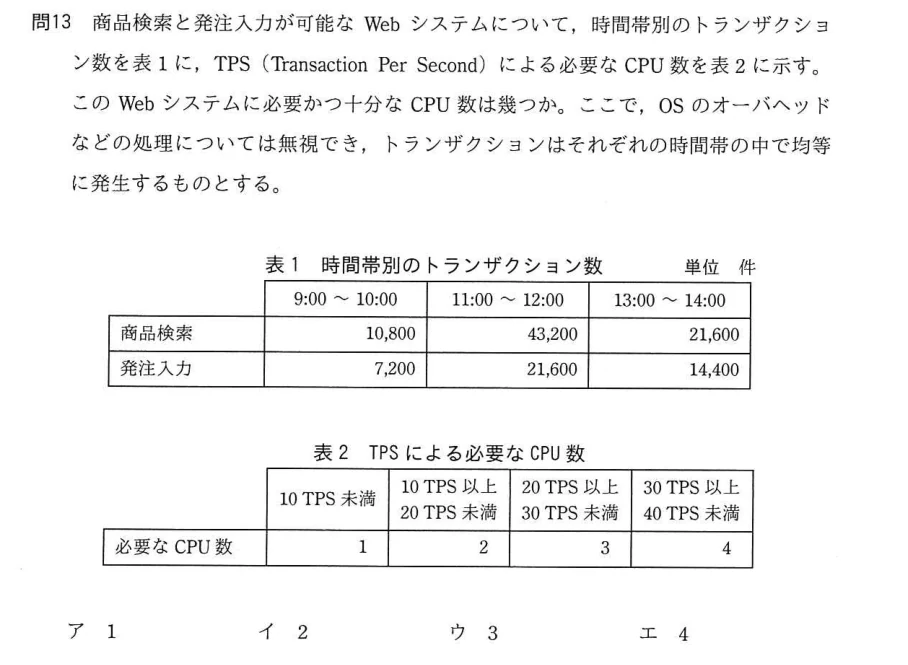 問13　商品検索と発注入力が可能な Web システムについて，時間帯別のトランザクショ
ン数を表1に，TPS（Transaction Per Second）による必要な CPU 数を表2に示す。
この Web システムに必要かつ十分な CPU 数は幾つか。ここで，OS のオーバヘッド
などの処理については無視でき，トランザクションはそれぞれの時間帯の中で均等
に発生するものとする。
表1　時間帯別のトランザクション数　単位　件
9:00 ～ 10:00　11:00 ～ 12:00　13:00 ～ 14:00
商品検索　10,800　43,200　21,600
発注入力　7,200　21,600　14,400
表2　TPS による必要な CPU 数
10 TPS 未満　10 TPS 以上　20 TPS 以上　30 TPS 以上
20 TPS 未満　30 TPS 未満　40 TPS 未満
必要な CPU 数　1　2　3　4
ア　1　イ　2　ウ　3　エ　4